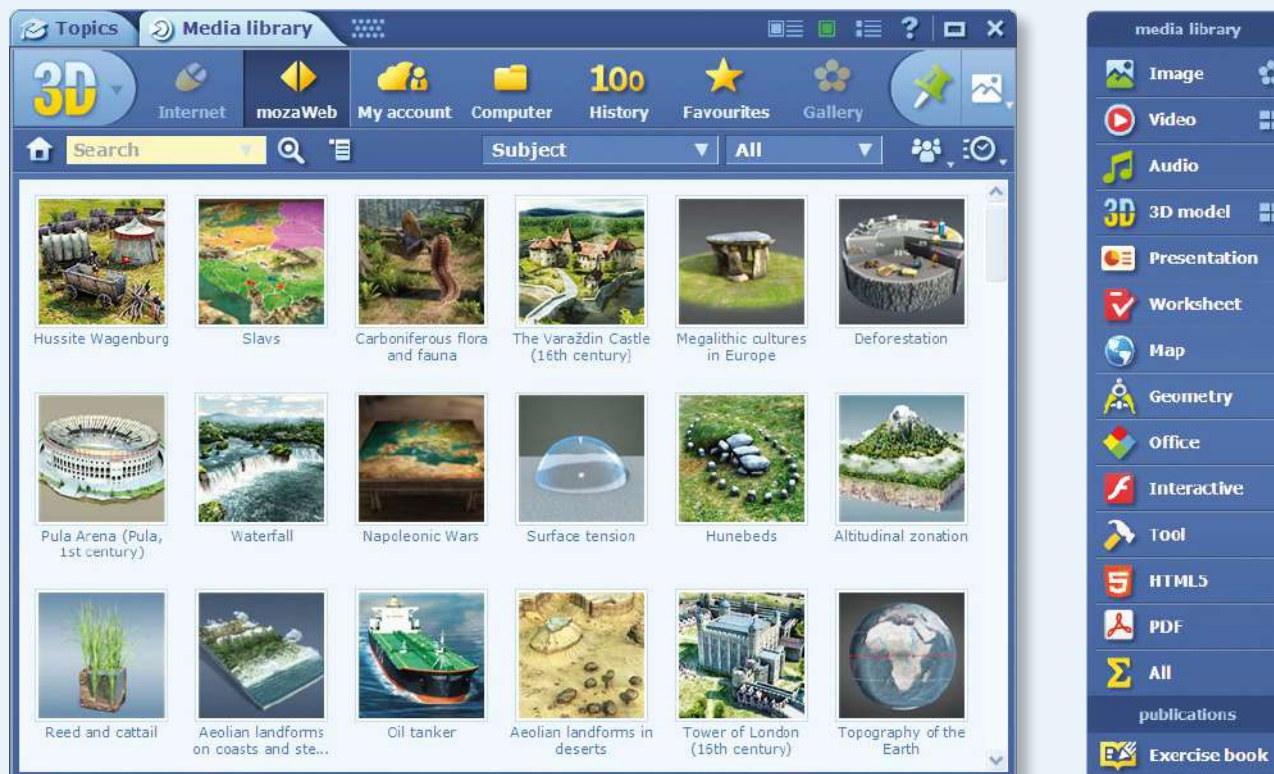 Topics
Media library
?
3D
Internet
mozaWeb
My account
Computer
100
History
Favourites
Gallery
Search
Subject
All
Hussite Wagenburg
Slavs
Carboniferous flora
and fauna
The Varaždin Castle
(16th century)
Megalithic cultures
in Europe
Deforestation
Pula Arena (Pula,
1st century)
Waterfall
Napoleonic Wars
Surface tension
Hunebeds
Altitudinal zonation
Reed and cattail
Aeolian landforms
on coasts and ste...
Oil tanker
Aeolian landforms in
deserts
Tower of London
(16th century)
Topography of the
Earth
media library
Image
Video
Audio
3D
3D model
Presentation
Worksheet
Map
Geometry
Office
Interactive
Tool
5
HTML5
PDF
Σ
All
publications
Exercise book